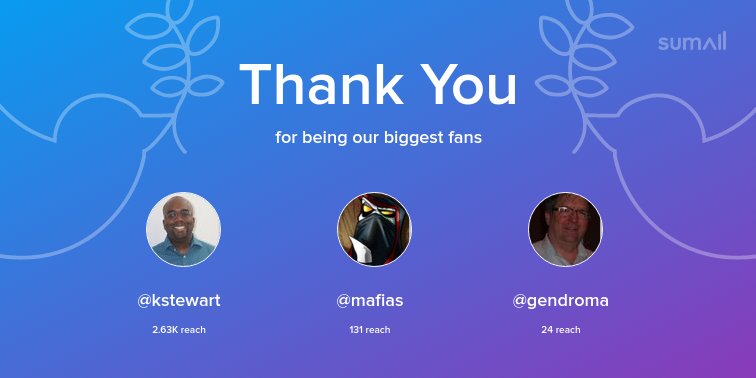 sumall
Thank You
for being our biggest fans
@kstewart
@mafias
@gendroma
2.63K reach
131 reach
24 reach